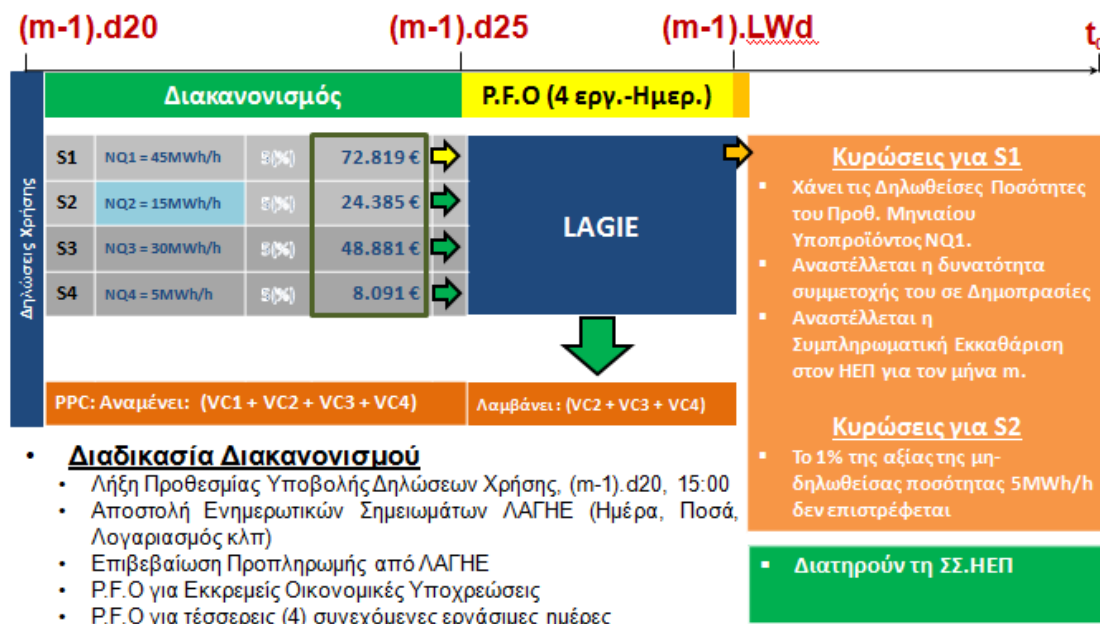 (m-1).d20
(m-1).d25
(m-1).LWd
Διακανονισμός
P.F.O (4 εργ.-Ημερ.)
Δηλώσεις Χρήσης
S1 NQ1 = 45MWh/h 72.819 €
S2 NQ2 = 15MWh/h 24.385 €
S3 NQ3 = 30MWh/h 48.881 €
S4 NQ4 = 5MWh/h 8.091 €
LAGIE
PPC: Αναμένει: (VC1 + VC2 + VC3 + VC4)
Λαμβάνει : (VC2 + VC3 + VC4)
Κυρώσεις για S1
▪ Χάνει τις Δηλωθείσες Ποσότητες
του Προθ. Μηνιαίου
Υποπροϊόντος NQ1.
▪ Αναστέλλεται η δυνατότητα
συμμετοχής του σε Δημοπρασίες
▪ Αναστέλλεται η
Συμπληρωματική Εκκαθάριση
στον ΗΕΠ για τον μήνα m.
Κυρώσεις για S2
▪ Το 1% της αξίας της μη-
δηλωθείσας ποσότητας 5MWh/h
δεν επιστρέφεται
▪ Διατηρούν τη ΣΣ.ΗΕΠ
• Διαδικασία Διακανονισμού
• Λήξη Προθεσμίας Υποβολής Δηλώσεων Χρήσης, (m-1).d20, 15:00
• Αποστολή Ενημερωτικών Σημειωμάτων ΛΑΓΗΕ (Ημέρα, Ποσά,
Λογαριασμός κλπ)
• Επιβεβαίωση Προπληρωμής από ΛΑΓΗΕ
• P.F.O για Εκκρεμείς Οικονομικές Υποχρεώσεις
• P.F.O για τέσσερεις (4) συνεχόμενες εργάσιμες ημέρες